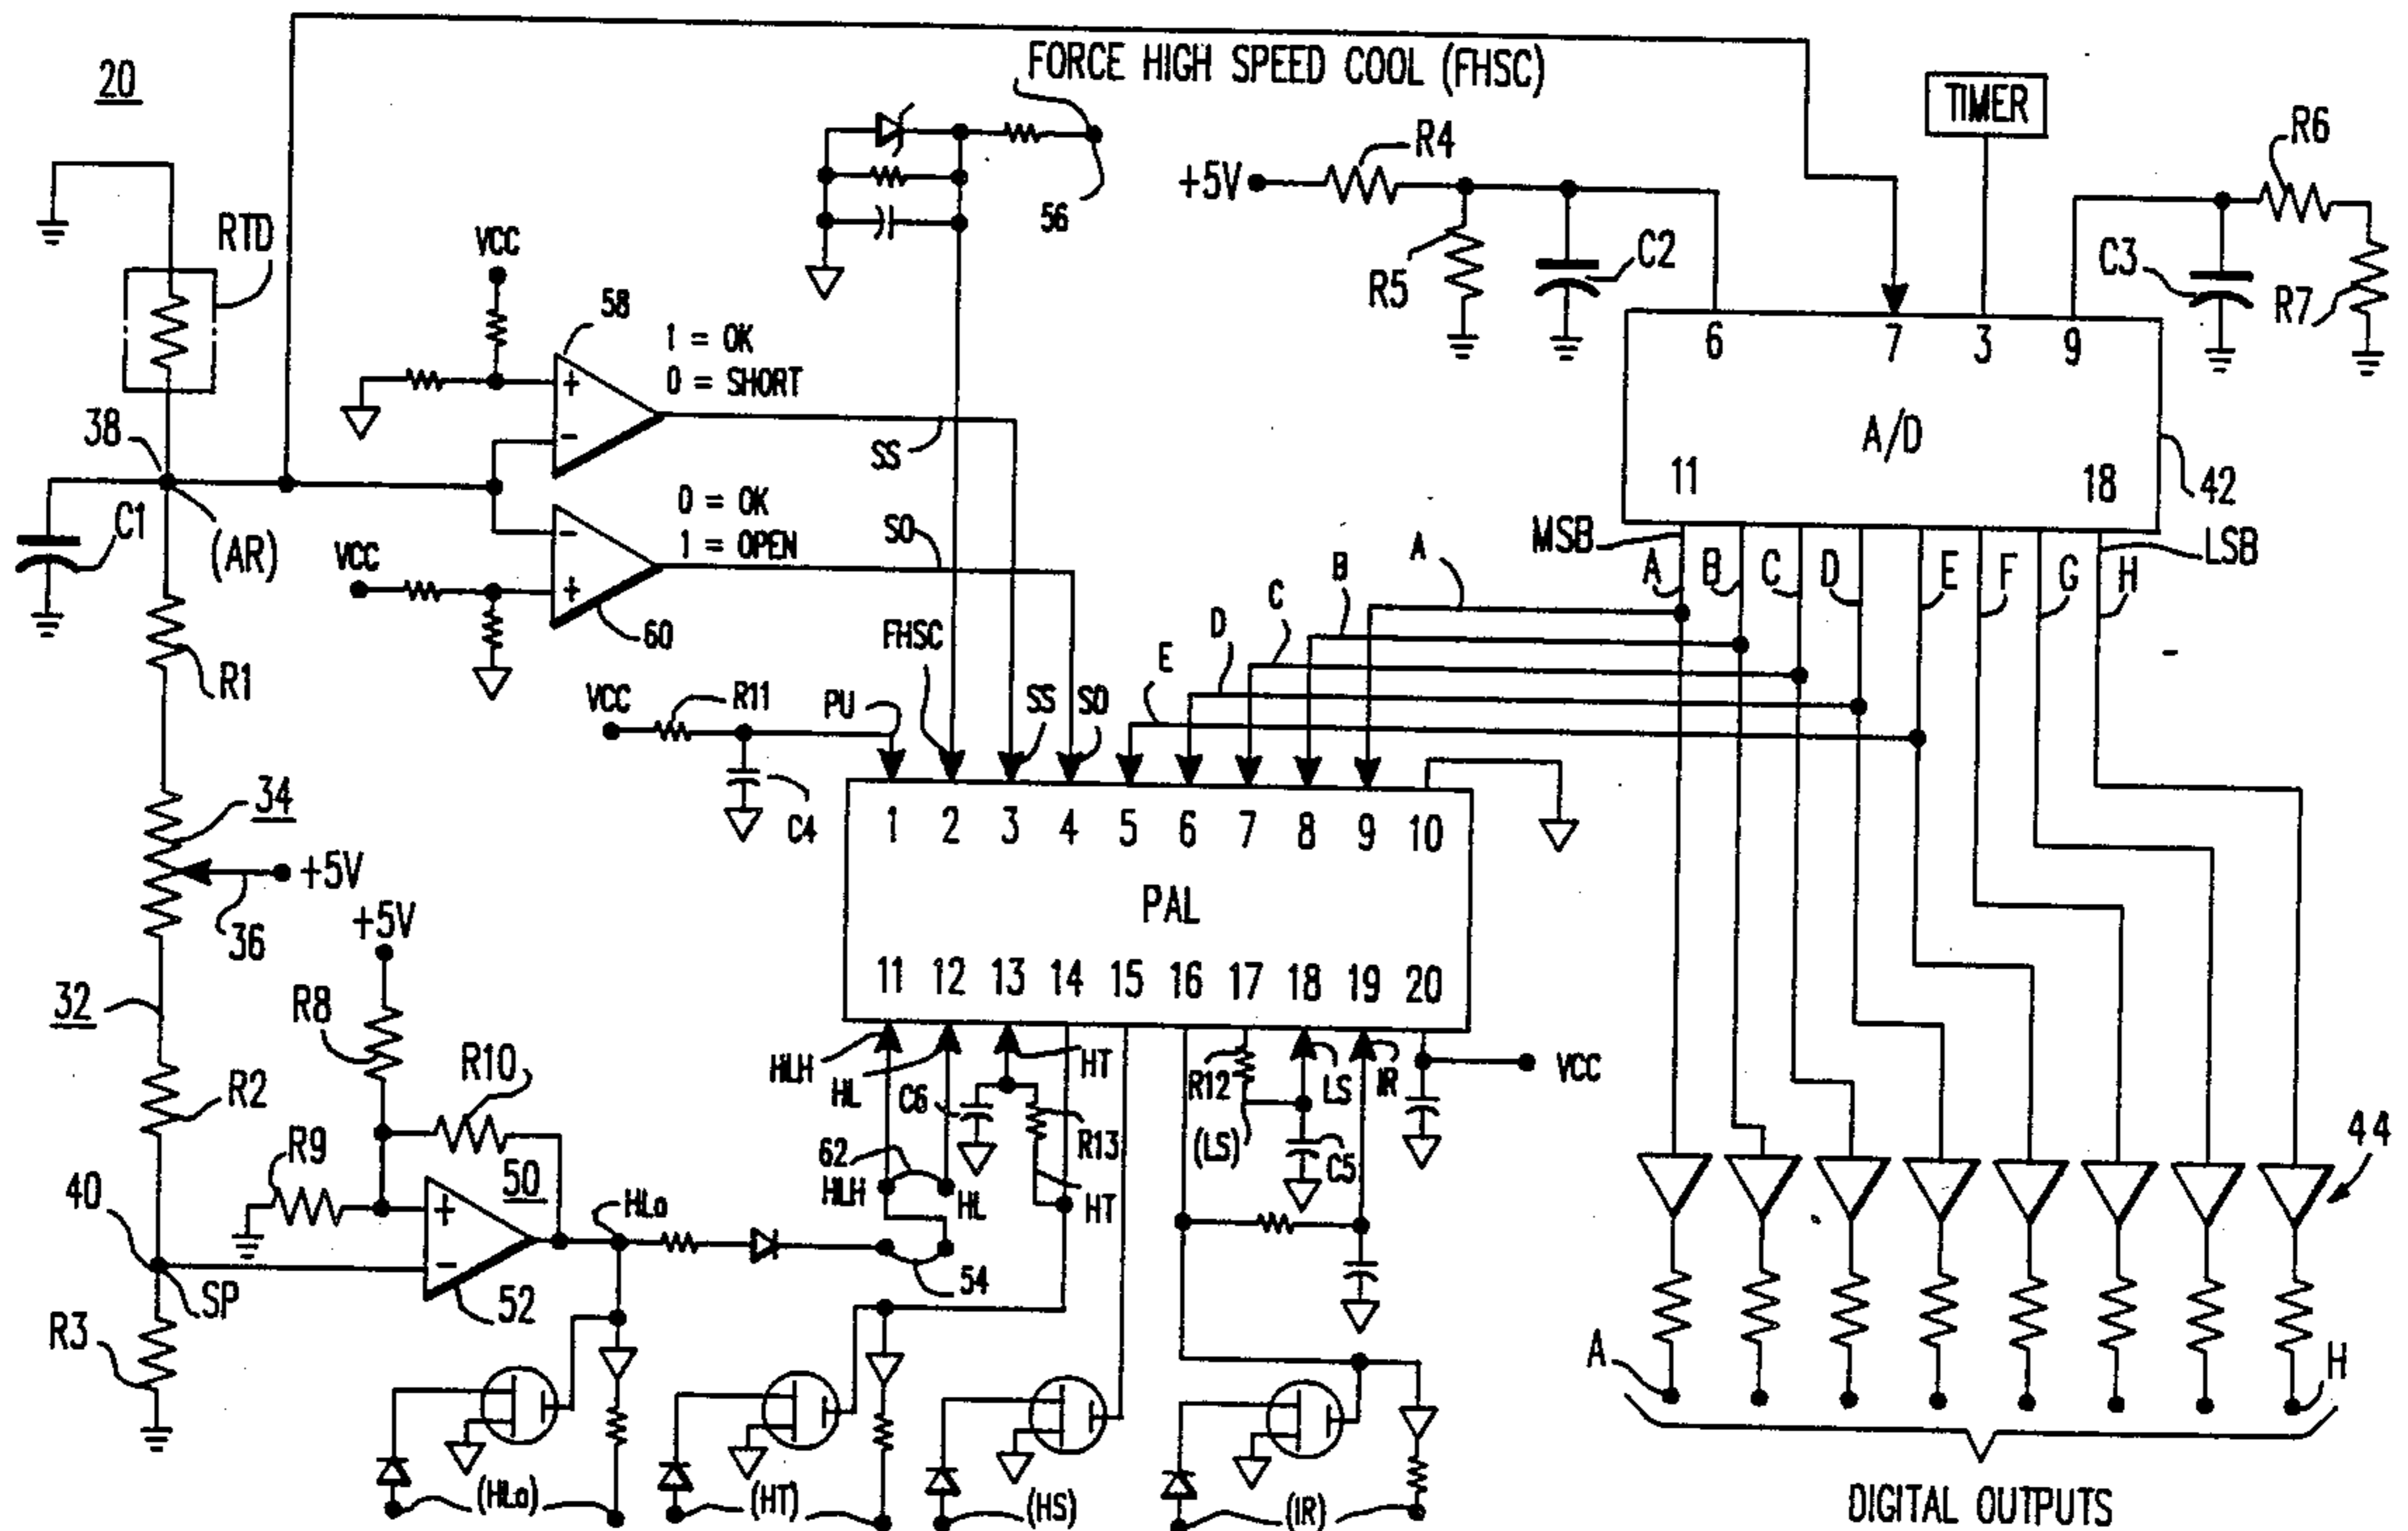 FORCE HIGH SPEED COOL (FHSC)
20
TIMER
R4
R6
+5V
RTD
56
VCC
R5
C2
C3
R7
58
1 = OK
0 = SHORT
6 7 3 9
38
SS
A/D
11 18
42
C1
(AR)
0 = OK
1 = OPEN
SO
MSB
LSB
VCC
A
A B C D E F G H
B
C
D
E
60
FHSC
R1
VCC
R11
PU
SS
SO
C4
34
1 2 3 4 5 6 7 8 9 10
+5V
36
+5V
PAL
11 12 13 14 15 16 17 18 19 20
32
R8
R10
HLH
HL
HT
R12
LS
IR
VCC
R2
C6
R13
(LS)
C5
R9
50
62
HLH
HL
HT
44
40
HLo
SP
52
54
R3
A
H
(HLo)
(HT)
(HS)
(IR)
DIGITAL OUTPUTS